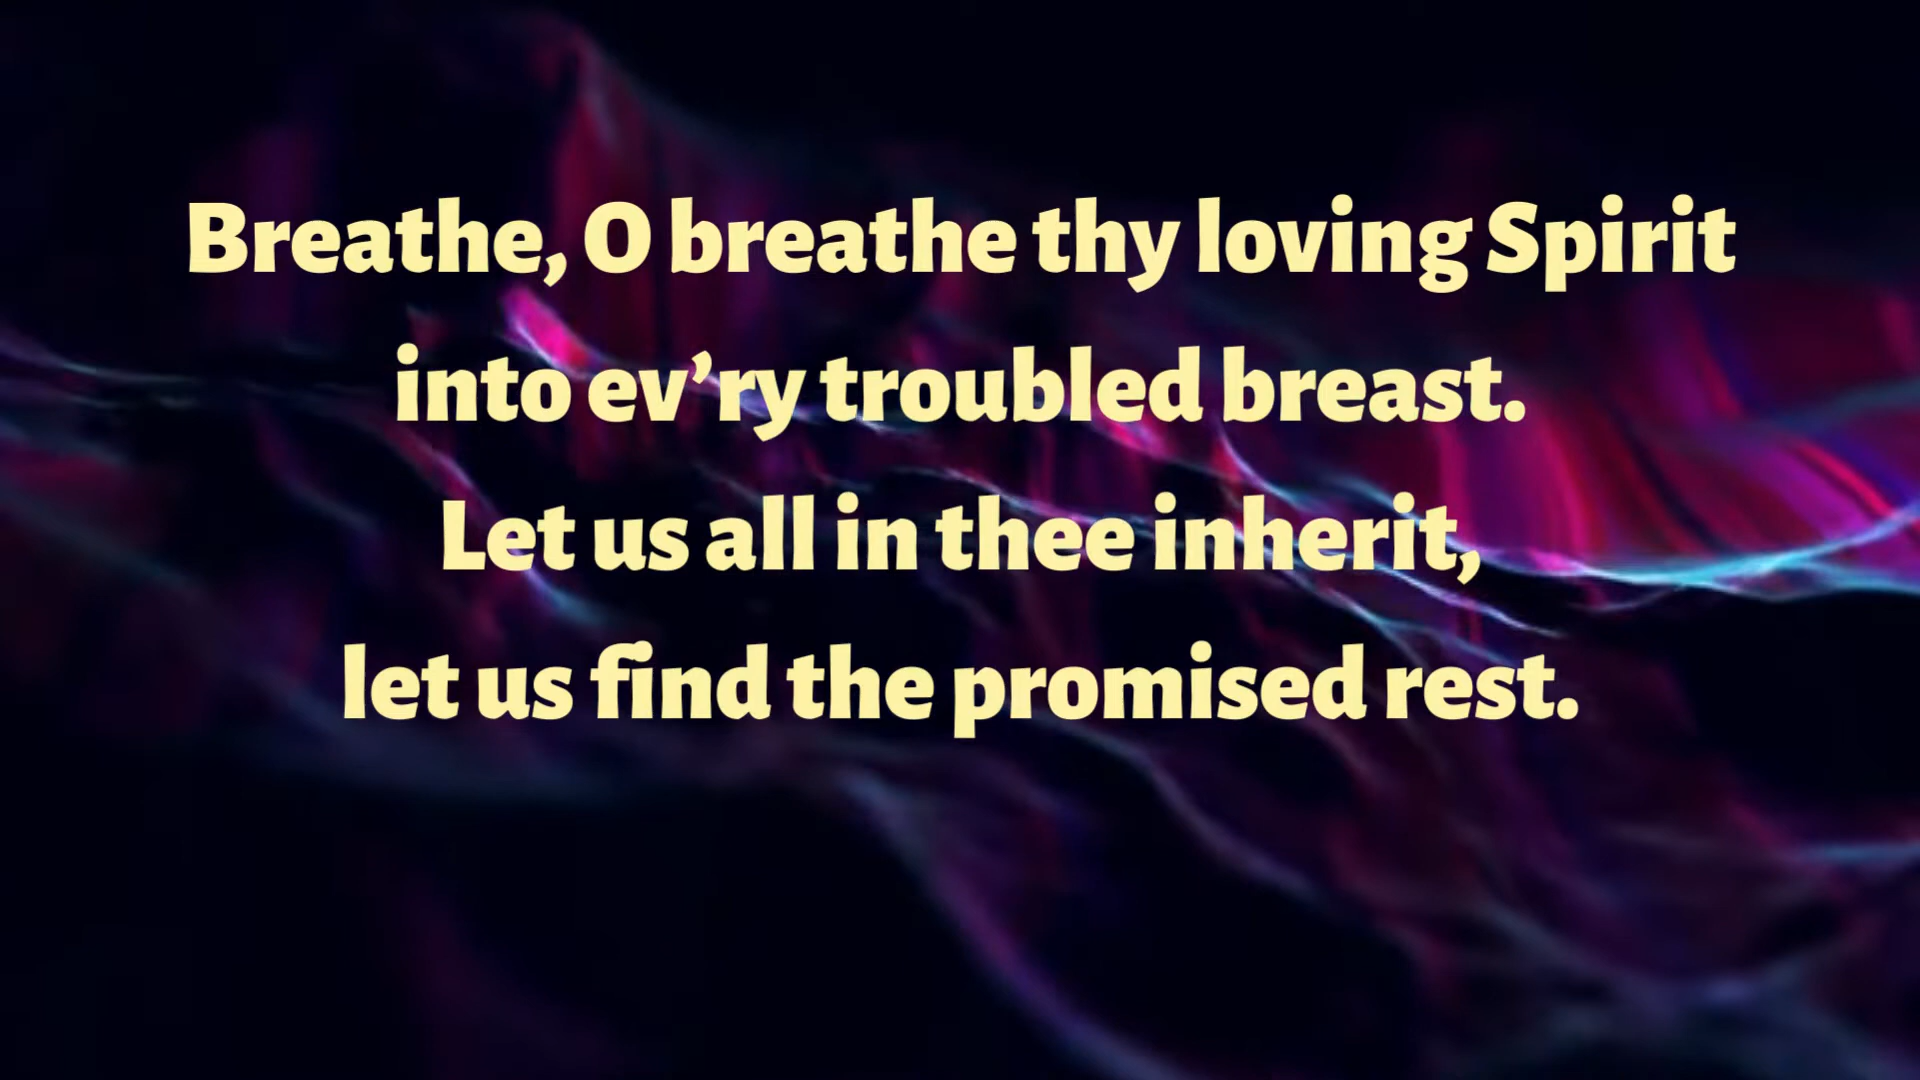 Breathe, O breathe thy loving Spirit
into ev’ry troubled breast.
Let us all in thee inherit,
let us find the promised rest.